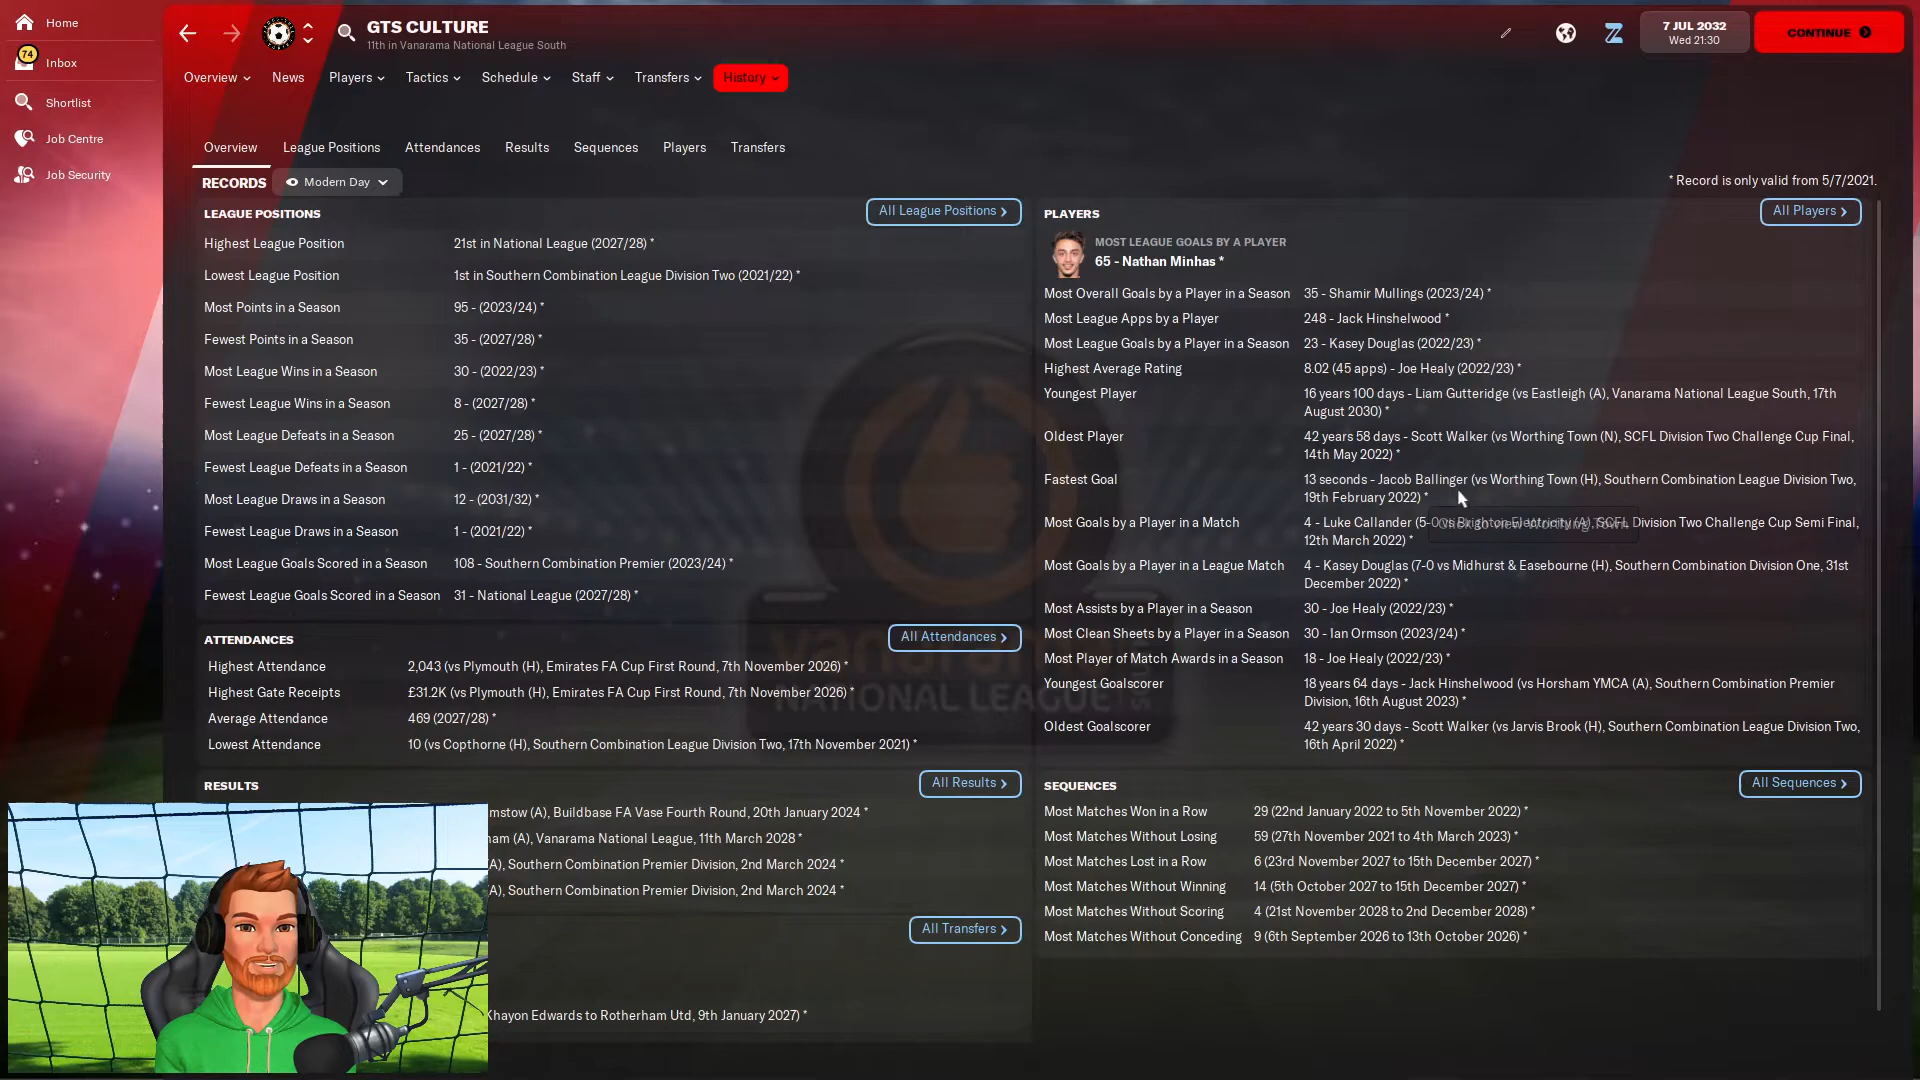 Home
74
Inbox
Shortlist
Job Centre
Job Security
GTS CULTURE
11th in Vanarama National League South
7 JUL 2032
Wed 21:30
CONTINUE
Overview
News
Players
Tactics
Schedule
Staff
Transfers
History
Overview
League Positions
Attendances
Results
Sequences
Players
Transfers
RECORDS
Modern Day
* Record is only valid from 5/7/2021.
LEAGUE POSITIONS
All League Positions
Highest League Position 21st in National League (2027/28) *
Lowest League Position 1st in Southern Combination League Division Two (2021/22) *
Most Points in a Season 95 - (2023/24) *
Fewest Points in a Season 35 - (2027/28) *
Most League Wins in a Season 30 - (2022/23) *
Fewest League Wins in a Season 8 - (2027/28) *
Most League Defeats in a Season 25 - (2027/28) *
Fewest League Defeats in a Season 1 - (2021/22) *
Most League Draws in a Season 12 - (2031/32) *
Fewest League Draws in a Season 1 - (2021/22) *
Most League Goals Scored in a Season 108 - Southern Combination Premier (2023/24) *
Fewest League Goals Scored in a Season 31 - National League (2027/28) *
ATTENDANCES
All Attendances
Highest Attendance 2,043 (vs Plymouth (H), Emirates FA Cup First Round, 7th November 2026) *
Highest Gate Receipts £31.2K (vs Plymouth (H), Emirates FA Cup First Round, 7th November 2026) *
Average Attendance 469 (2027/28) *
Lowest Attendance 10 (vs Copthorne (H), Southern Combination League Division Two, 17th November 2021) *
RESULTS
All Results
mstow (A), Buildbase FA Vase Fourth Round, 20th January 2024 *
am (A), Vanarama National League, 11th March 2028 *
A), Southern Combination Premier Division, 2nd March 2024 *
A), Southern Combination Premier Division, 2nd March 2024 *
All Transfers
Khayon Edwards to Rotherham Utd, 9th January 2027) *
PLAYERS
All Players
MOST LEAGUE GOALS BY A PLAYER
65 - Nathan Minhas *
Most Overall Goals by a Player in a Season 35 - Shamir Mullings (2023/24) *
Most League Apps by a Player 248 - Jack Hinshelwood *
Most League Goals by a Player in a Season 23 - Kasey Douglas (2022/23) *
Highest Average Rating 8.02 (45 apps) - Joe Healy (2022/23) *
Youngest Player 16 years 100 days - Liam Gutteridge (vs Eastleigh (A), Vanarama National League South, 17th
August 2030) *
Oldest Player 42 years 58 days - Scott Walker (vs Worthing Town (N), SCFL Division Two Challenge Cup Final,
14th May 2022) *
Fastest Goal 13 seconds - Jacob Ballinger (vs Worthing Town (H), Southern Combination League Division Two,
19th February 2022) *
Most Goals by a Player in a Match 4 - Luke Callander (5-0 vs Brighton Electricity (A), SCFL Division Two Challenge Cup Semi Final,
Click to view Worthing Town
12th March 2022) *
Most Goals by a Player in a League Match 4 - Kasey Douglas (7-0 vs Midhurst & Easebourne (H), Southern Combination Division One, 31st
December 2022) *
Most Assists by a Player in a Season 30 - Joe Healy (2022/23) *
Most Clean Sheets by a Player in a Season 30 - Ian Ormson (2023/24) *
Most Player of Match Awards in a Season 18 - Joe Healy (2022/23) *
Youngest Goalscorer 18 years 64 days - Jack Hinshelwood (vs Horsham YMCA (A), Southern Combination Premier
Division, 16th August 2023) *
Oldest Goalscorer 42 years 30 days - Scott Walker (vs Jarvis Brook (H), Southern Combination League Division Two,
16th April 2022) *
SEQUENCES
All Sequences
Most Matches Won in a Row 29 (22nd January 2022 to 5th November 2022) *
Most Matches Without Losing 59 (27th November 2021 to 4th March 2023) *
Most Matches Lost in a Row 6 (23rd November 2027 to 15th December 2027) *
Most Matches Without Winning 14 (5th October 2027 to 15th December 2027) *
Most Matches Without Scoring 4 (21st November 2028 to 2nd December 2028) *
Most Matches Without Conceding 9 (6th September 2026 to 13th October 2026) *
vanarama
NATIONAL LEAGUE